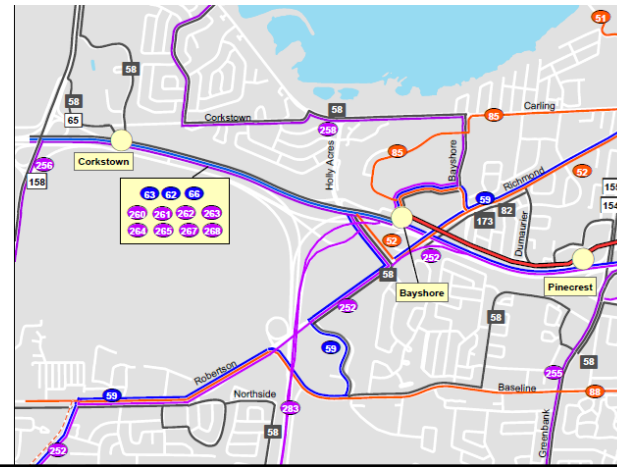 51
58
58
65
58
Carling
85
Corkstown
258
Holly Acres
85
Bayshore
Corkstown
256
158
52
Richmond
59
63 62 66
260 261 262 263
264 265 267 268
82
173
Dumaurier
154
52
252
58
Bayshore
Pinecrest
252
58
59
58
Robertson
255
59
Northside
Baseline
88
283
58
Greenbank
252